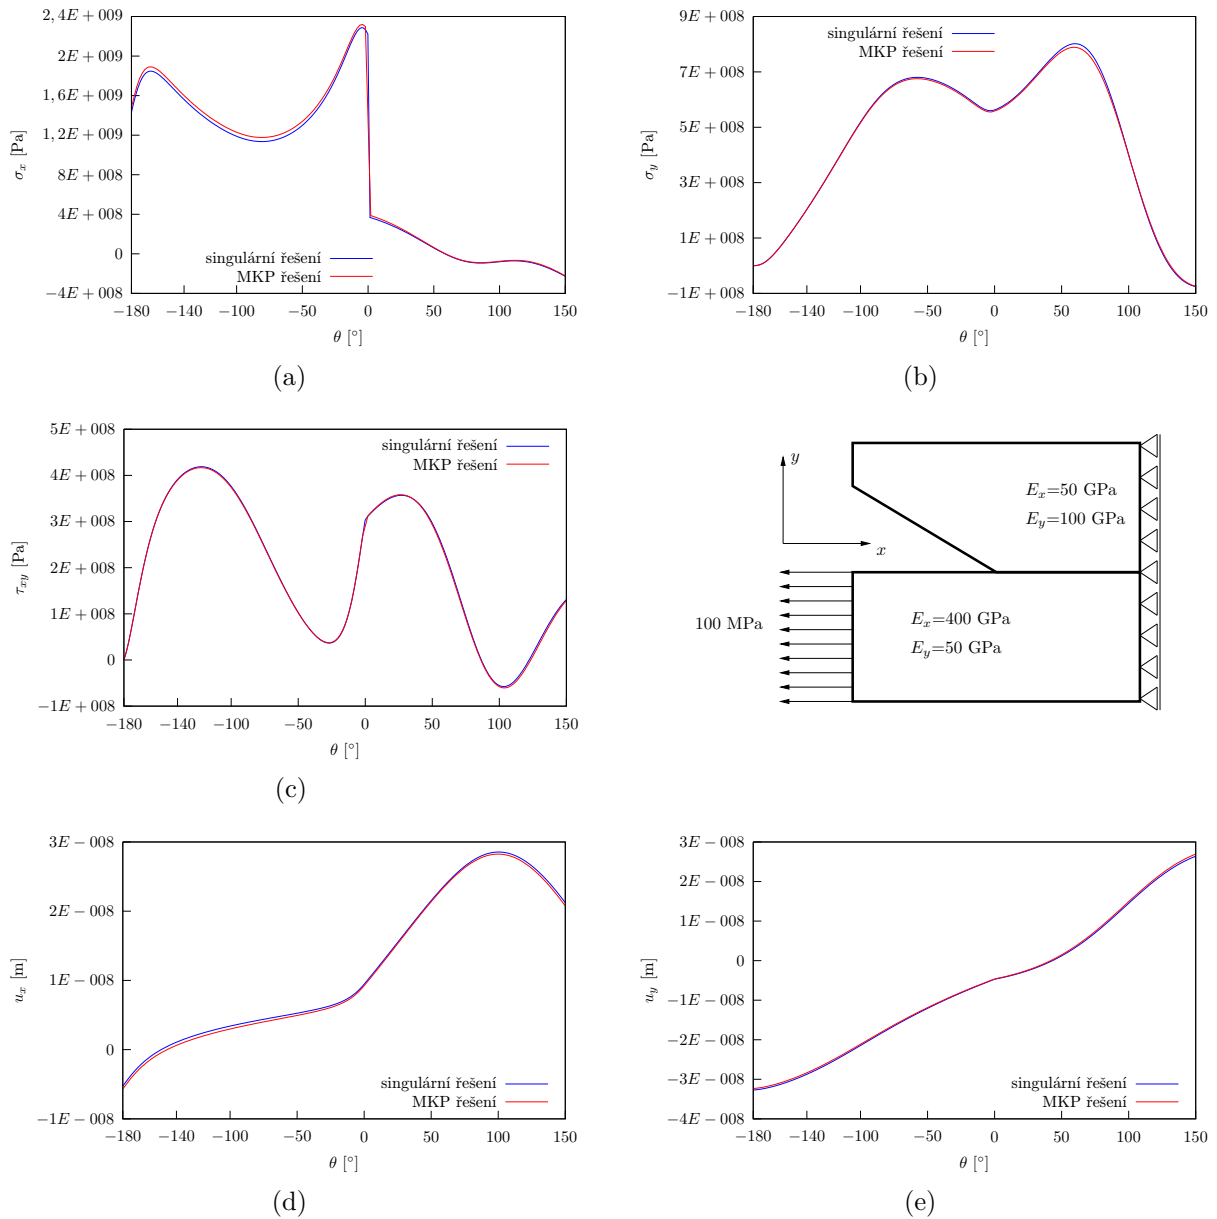 2,4E + 009
2E + 009
1,6E + 009
1,2E + 009
8E + 008
4E + 008
0
−4E + 008
σx [Pa]
singulární řešení
MKP řešení
−180 −140 −100 −50 0 50 100 150
θ [°]
(a)
9E + 008
7E + 008
5E + 008
3E + 008
1E + 008
−1E + 008
σy [Pa]
singulární řešení
MKP řešení
−180 −140 −100 −50 0 50 100 150
θ [°]
(b)
5E + 008
4E + 008
3E + 008
2E + 008
1E + 008
0
−1E + 008
τxy [Pa]
singulární řešení
MKP řešení
−180 −140 −100 −50 0 50 100 150
θ [°]
(c)
y
x
Ex=50 GPa
Ey=100 GPa
100 MPa
Ex=400 GPa
Ey=50 GPa
3E − 008
2E − 008
1E − 008
0
−1E − 008
ux [m]
singulární řešení
MKP řešení
−180 −140 −100 −50 0 50 100 150
θ [°]
(d)
3E − 008
2E − 008
1E − 008
0
−1E − 008
−2E − 008
−3E − 008
−4E − 008
uy [m]
singulární řešení
MKP řešení
−180 −140 −100 −50 0 50 100 150
θ [°]
(e)